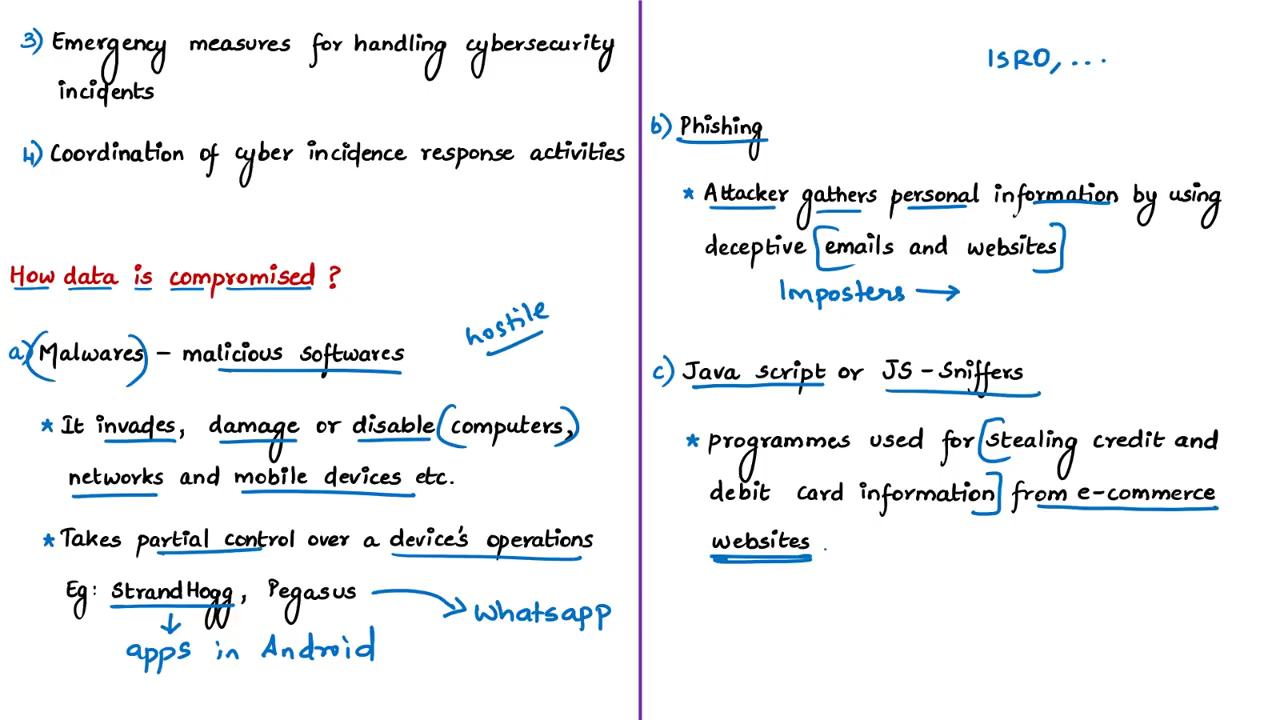 3) Emergency measures for handling cybersecurity
incidents
4) Coordination of cyber incidence response activities
How data is compromised ?
a) (Malwares) - malicious softwares
hostile
* It invades, damage or disable (computers,)
networks and mobile devices etc.
* Takes partial control over a device's operations
Eg: StrandHogg, Pegasus → Whatsapp
↓
apps in Android
ISRO, ...
b) Phishing
* Attacker gathers personal information by using
deceptive [emails and websites]
Imposters →
c) Java script or JS - Sniffers
* programmes used for [stealing credit and
debit card information] from e-commerce
websites